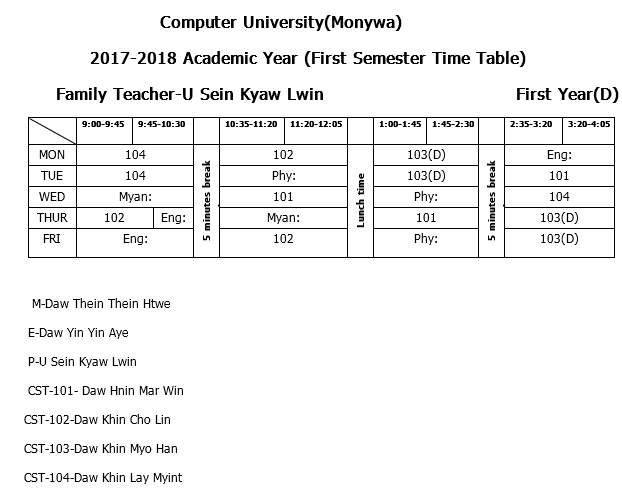 Computer University(Monywa)
2017-2018 Academic Year (First Semester Time Table)
Family Teacher-U Sein Kyaw Lwin First Year(D)
9:00-9:45 9:45-10:30 10:35-11:20 11:20-12:05 1:00-1:45 1:45-2:30 2:35-3:20 3:20-4:05
MON 104 102 103(D) Eng:
TUE 104 Phy: 103(D) 101
WED Myan: 101 Phy: 104
THUR 102 Eng: Myan: 101 103(D)
FRI Eng: 102 Phy: 103(D)
5 minutes break
Lunch time
5 minutes break
M-Daw Thein Thein Htwe
E-Daw Yin Yin Aye
P-U Sein Kyaw Lwin
CST-101- Daw Hnin Mar Win
CST-102-Daw Khin Cho Lin
CST-103-Daw Khin Myo Han
CST-104-Daw Khin Lay Myint